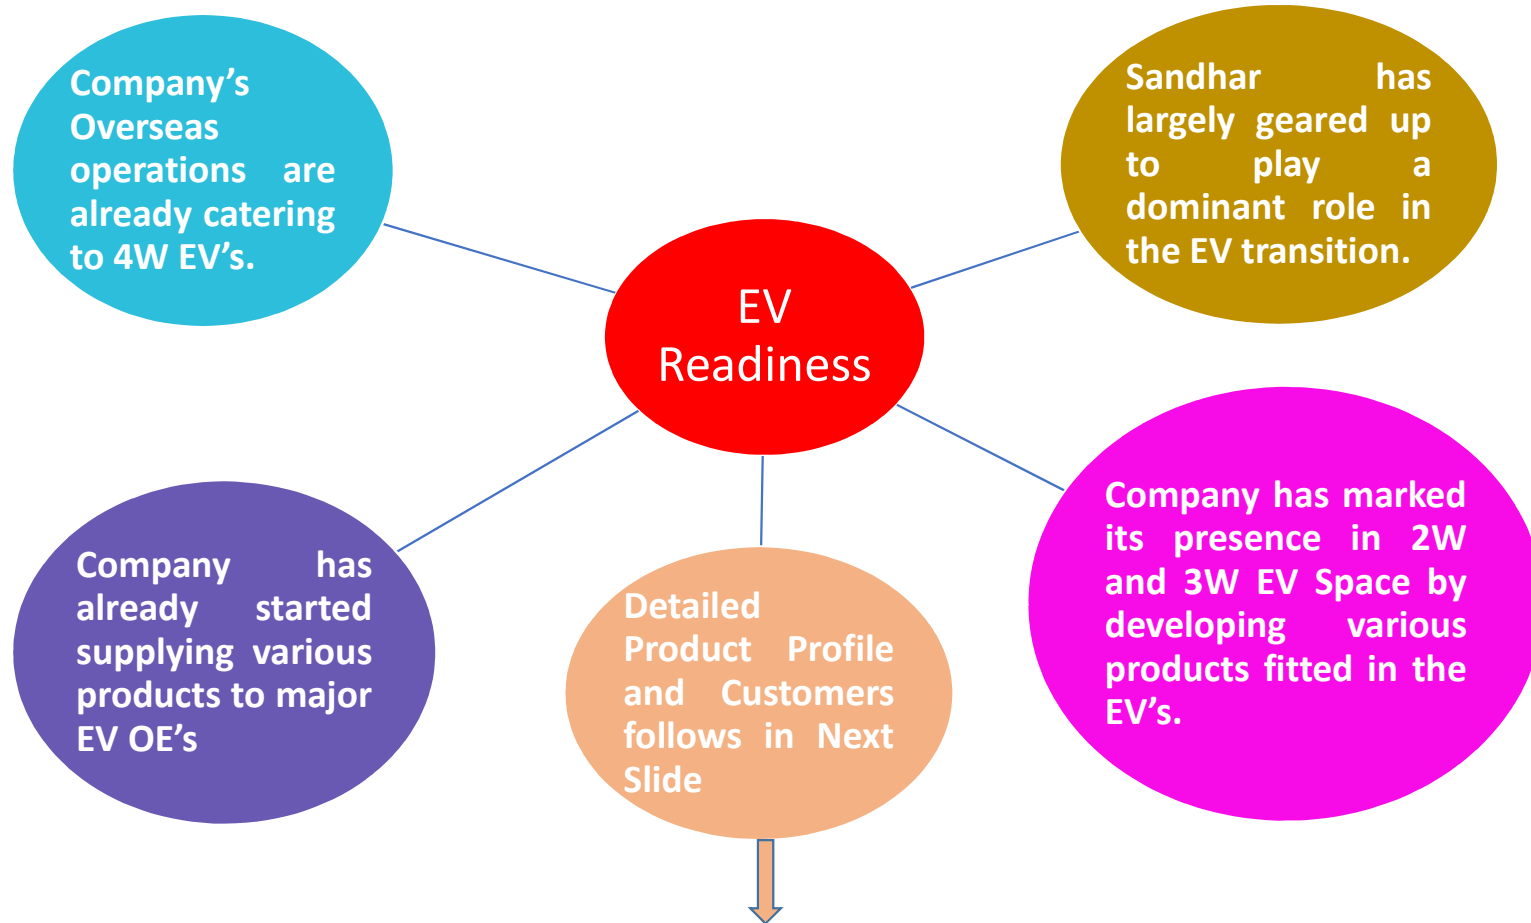 Company’s
Overseas
operations are
already catering
to 4W EV’s.
Sandhar has
largely geared up
to play a
dominant role in
the EV transition.
EV
Readiness
Company has
already started
supplying various
products to major
EV OE’s
Detailed
Product Profile
and Customers
follows in Next
Slide
Company has marked
its presence in 2W
and 3W EV Space by
developing various
products fitted in the
EV’s.